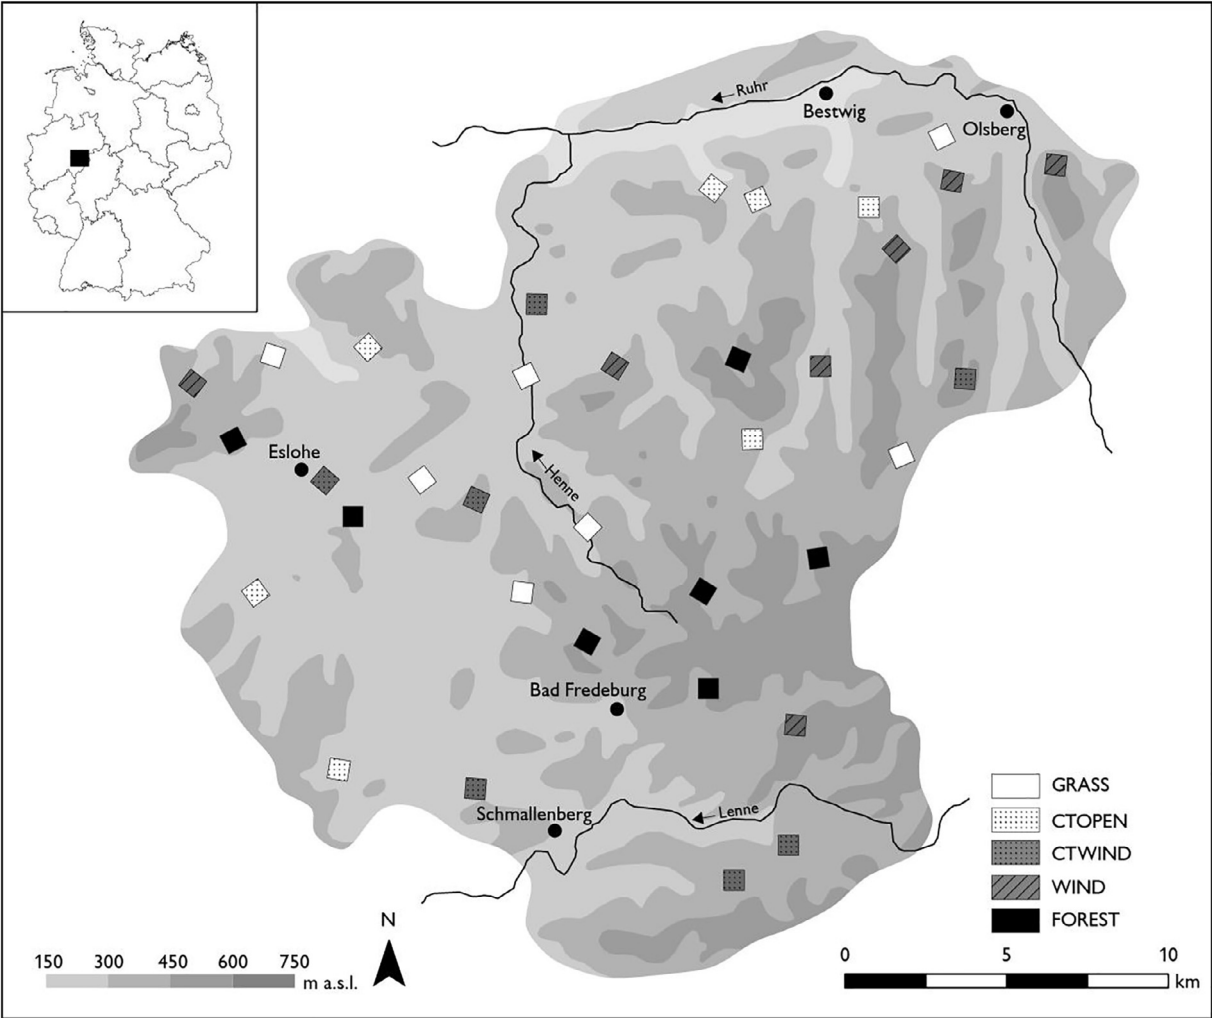 Ruhr
Bestwig
Olsberg
Eslohe
Henne
Bad Fredeburg
Schmallenberg
Lenne
GRASS
CTOPEN
CTWIND
WIND
FOREST
N
150 300 450 600 750
m a.s.l.
0 5 10
km